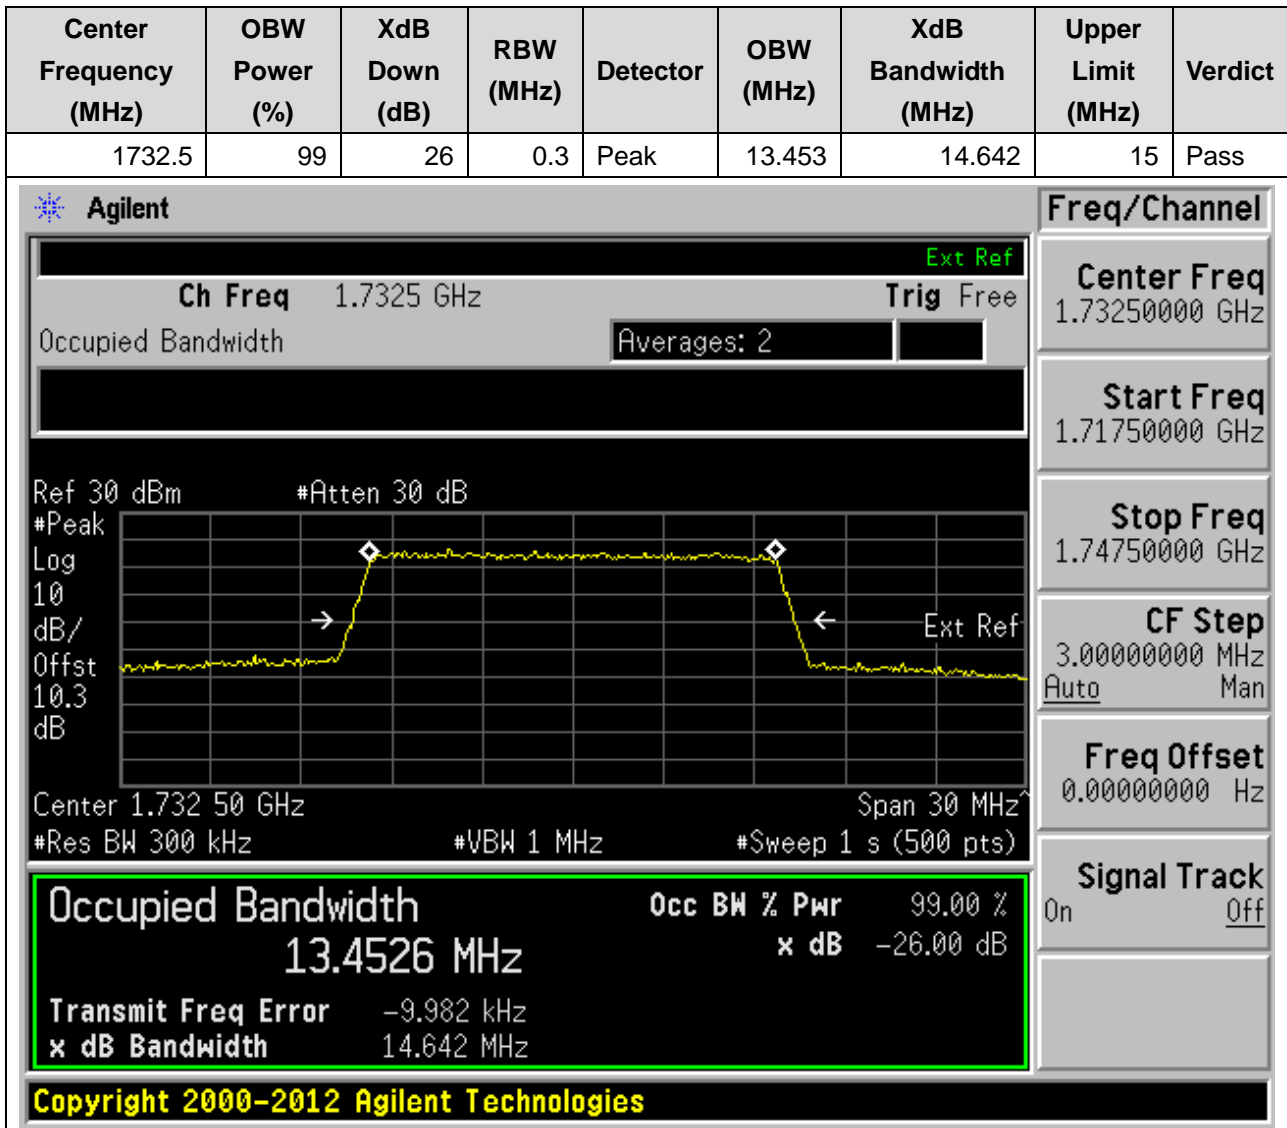 Center Frequency (MHz) OBW Power (%) XdB Down (dB) RBW (MHz) Detector OBW (MHz) XdB Bandwidth (MHz) Upper Limit (MHz) Verdict
1732.5 99 26 0.3 Peak 13.453 14.642 15 Pass
Agilent
Freq/Channel
Ext Ref
Ch Freq 1.7325 GHz Trig Free
Occupied Bandwidth Averages: 2
Center Freq
1.73250000 GHz
Start Freq
1.71750000 GHz
Stop Freq
1.74750000 GHz
CF Step
3.00000000 MHz
Auto Man
Freq Offset
0.00000000 Hz
Signal Track
On Off
Ref 30 dBm #Atten 30 dB
#Peak
Log
10
dB/
Offst
10.3
dB
Ext Ref
Center 1.732 50 GHz Span 30 MHz^
#Res BW 300 kHz #VBW 1 MHz #Sweep 1 s (500 pts)
Occupied Bandwidth
13.4526 MHz
Occ BW % Pwr 99.00 %
x dB -26.00 dB
Transmit Freq Error -9.982 kHz
x dB Bandwidth 14.642 MHz
Copyright 2000-2012 Agilent Technologies